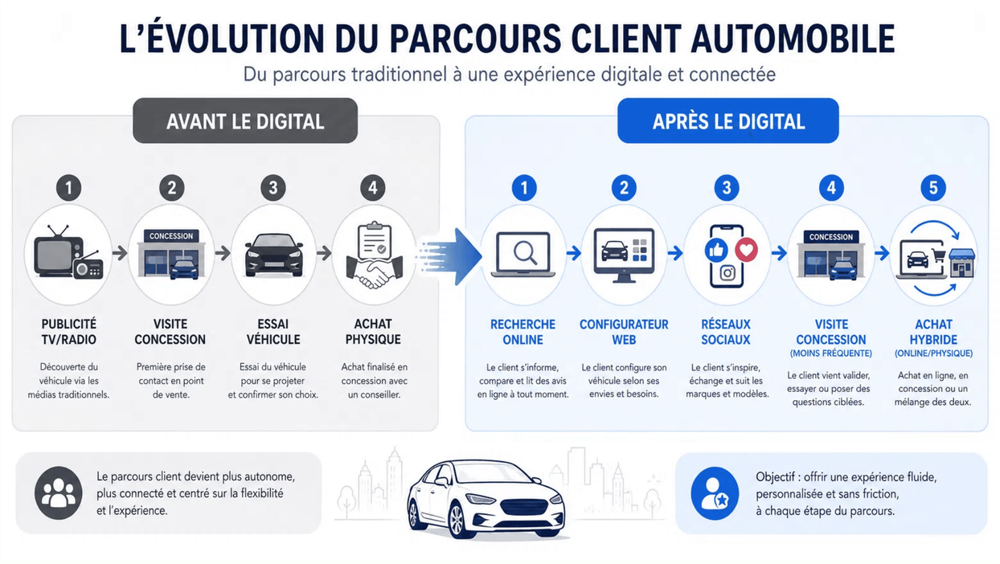 L'ÉVOLUTION DU PARCOURS CLIENT AUTOMOBILE
Du parcours traditionnel à une expérience digitale et connectée
AVANT LE DIGITAL
1
CONCESSION
2
3
4
PUBLICITÉ
TV/RADIO
Découverte du
véhicule via les
médias traditionnels.
VISITE
CONCESSION
Première prise de
contact en point
de vente.
ESSAI
VÉHICULE
Essai du véhicule
pour se projeter
et confirmer son choix.
ACHAT
PHYSIQUE
Achat finalisé en
concession avec
un conseiller.
APRÈS LE DIGITAL
1
RECHERCHE
ONLINE
Le client s'informe,
compare et lit des avis
en ligne à tout moment.
2
CONFIGURATEUR
WEB
Le client configure son
véhicule selon ses
envies et besoins.
3
RÉSEAUX
SOCIAUX
Le client s'inspire,
échange et suit les
marques et modèles.
4
CONCESSION
VISITE
CONCESSION
(MOINS FRÉQUENTE)
Le client vient valider,
essayer ou poser des
questions ciblées.
5
ACHAT
HYBRIDE
(ONLINE/PHYSIQUE)
Achat en ligne, en
concession ou un
mélange des deux.
Le parcours client devient plus autonome,
plus connecté et centré sur la flexibilité
et l'expérience.
Objectif : offrir une expérience fluide,
personnalisée et sans friction,
à chaque étape du parcours.